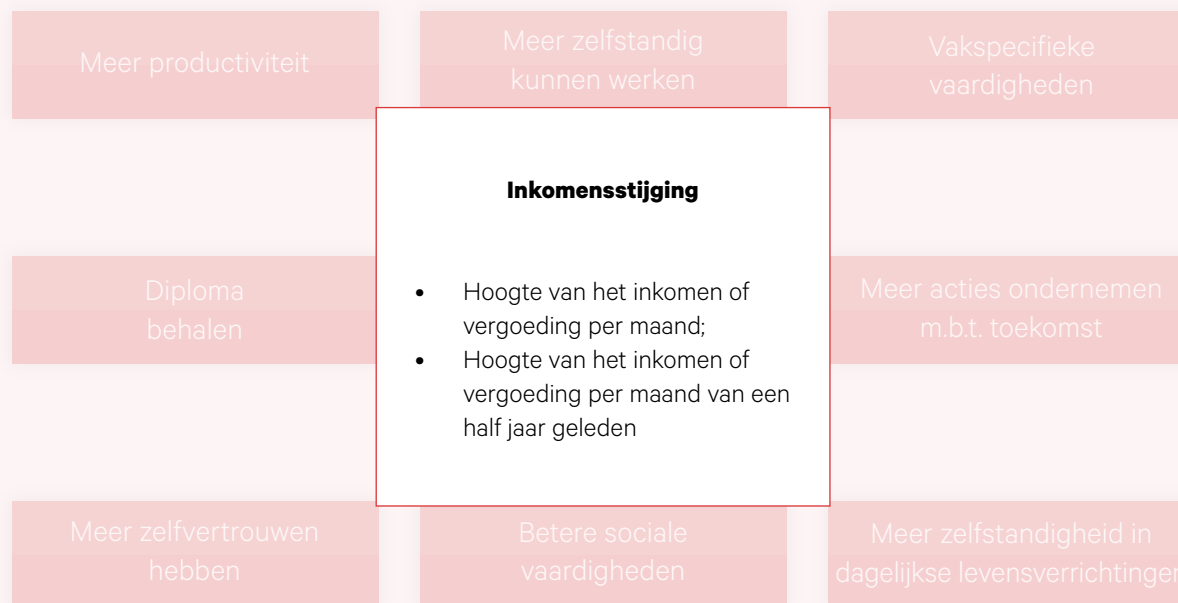 Meer productiviteit
Meer zelfstandig
kunnen werken
Vakspecifieke
vaardigheden
Inkomensstijging
• Hoogte van het inkomen of
vergoeding per maand;
• Hoogte van het inkomen of
vergoeding per maand van een
half jaar geleden
Diploma
behalen
Meer acties ondernemen
m.b.t. toekomst
Meer zelfvertrouwen
hebben
Betere sociale
vaardigheden
Meer zelfstandigheid in
dagelijkse levensverrichtingen